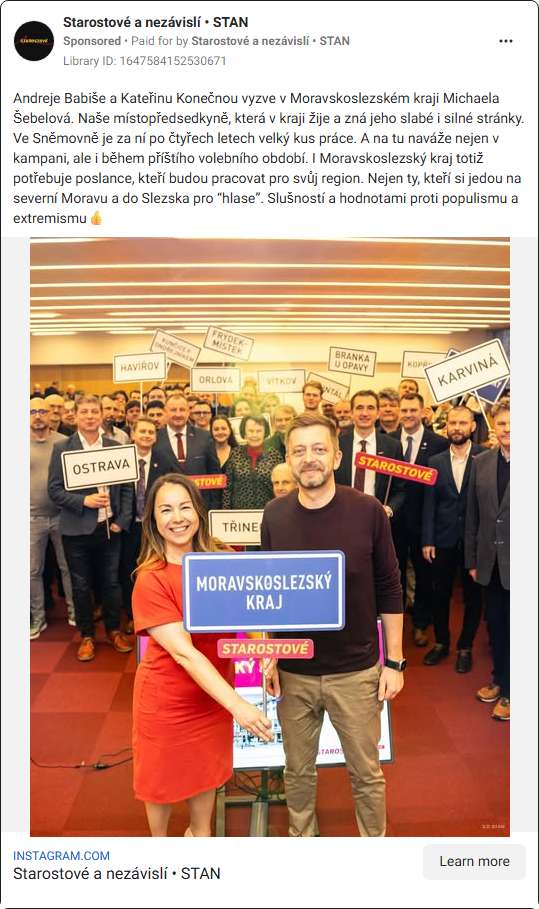 Starostové a nezávislí • STAN
Sponsored • Paid for by Starostové a nezávislí • STAN
Library ID: 1647584152530671
Andreje Babiše a Kateřinu Konečnou vyzve v Moravskoslezském kraji Michaela
Šebelová. Naše místopředsedkyně, která v kraji žije a zná jeho slabé i silné stránky.
Ve Sněmovně je za ní po čtyřech letech velký kus práce. A na tu naváže nejen v
kampani, ale i během příštího volebního období. I Moravskoslezský kraj totiž
potřebuje poslance, kteří budou pracovat pro svůj region. Nejen ty, kteří si jedou na
severní Moravu a do Slezska pro “hlase”. Slušností a hodnotami proti populismu a
extremismu👍
FRÝDEK-
MÍSTEK
KUNČICE P.
ONDŘEJNÍKEM
HAVÍŘOV
ORLOVÁ
VÍTKOV
BRANKA
U OPAVY
KARVINÁ
OSTRAVA
STAROSTOVÉ
STAROSTOVÉ
MORAVSKOSLEZSKÝ
KRAJ
STAROSTOVÉ
INSTAGRAM.COM
Starostové a nezávislí • STAN
Learn more